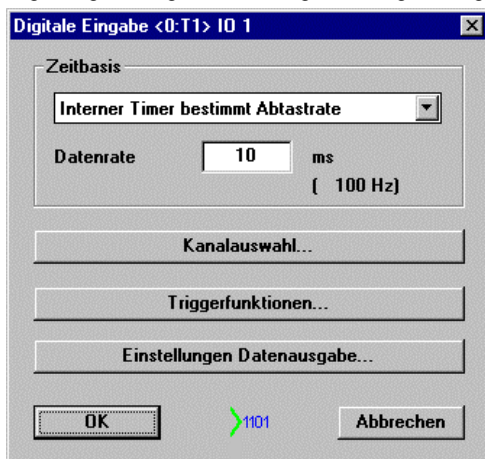 Digitale Eingabe <0:T1> IO 1
Zeitbasis
Interner Timer bestimmt Abtastrate
Datenrate 10 ms
( 100 Hz)
Kanalauswahl...
Triggerfunktionen...
Einstellungen Datenausgabe...
OK 1101 Abbrechen